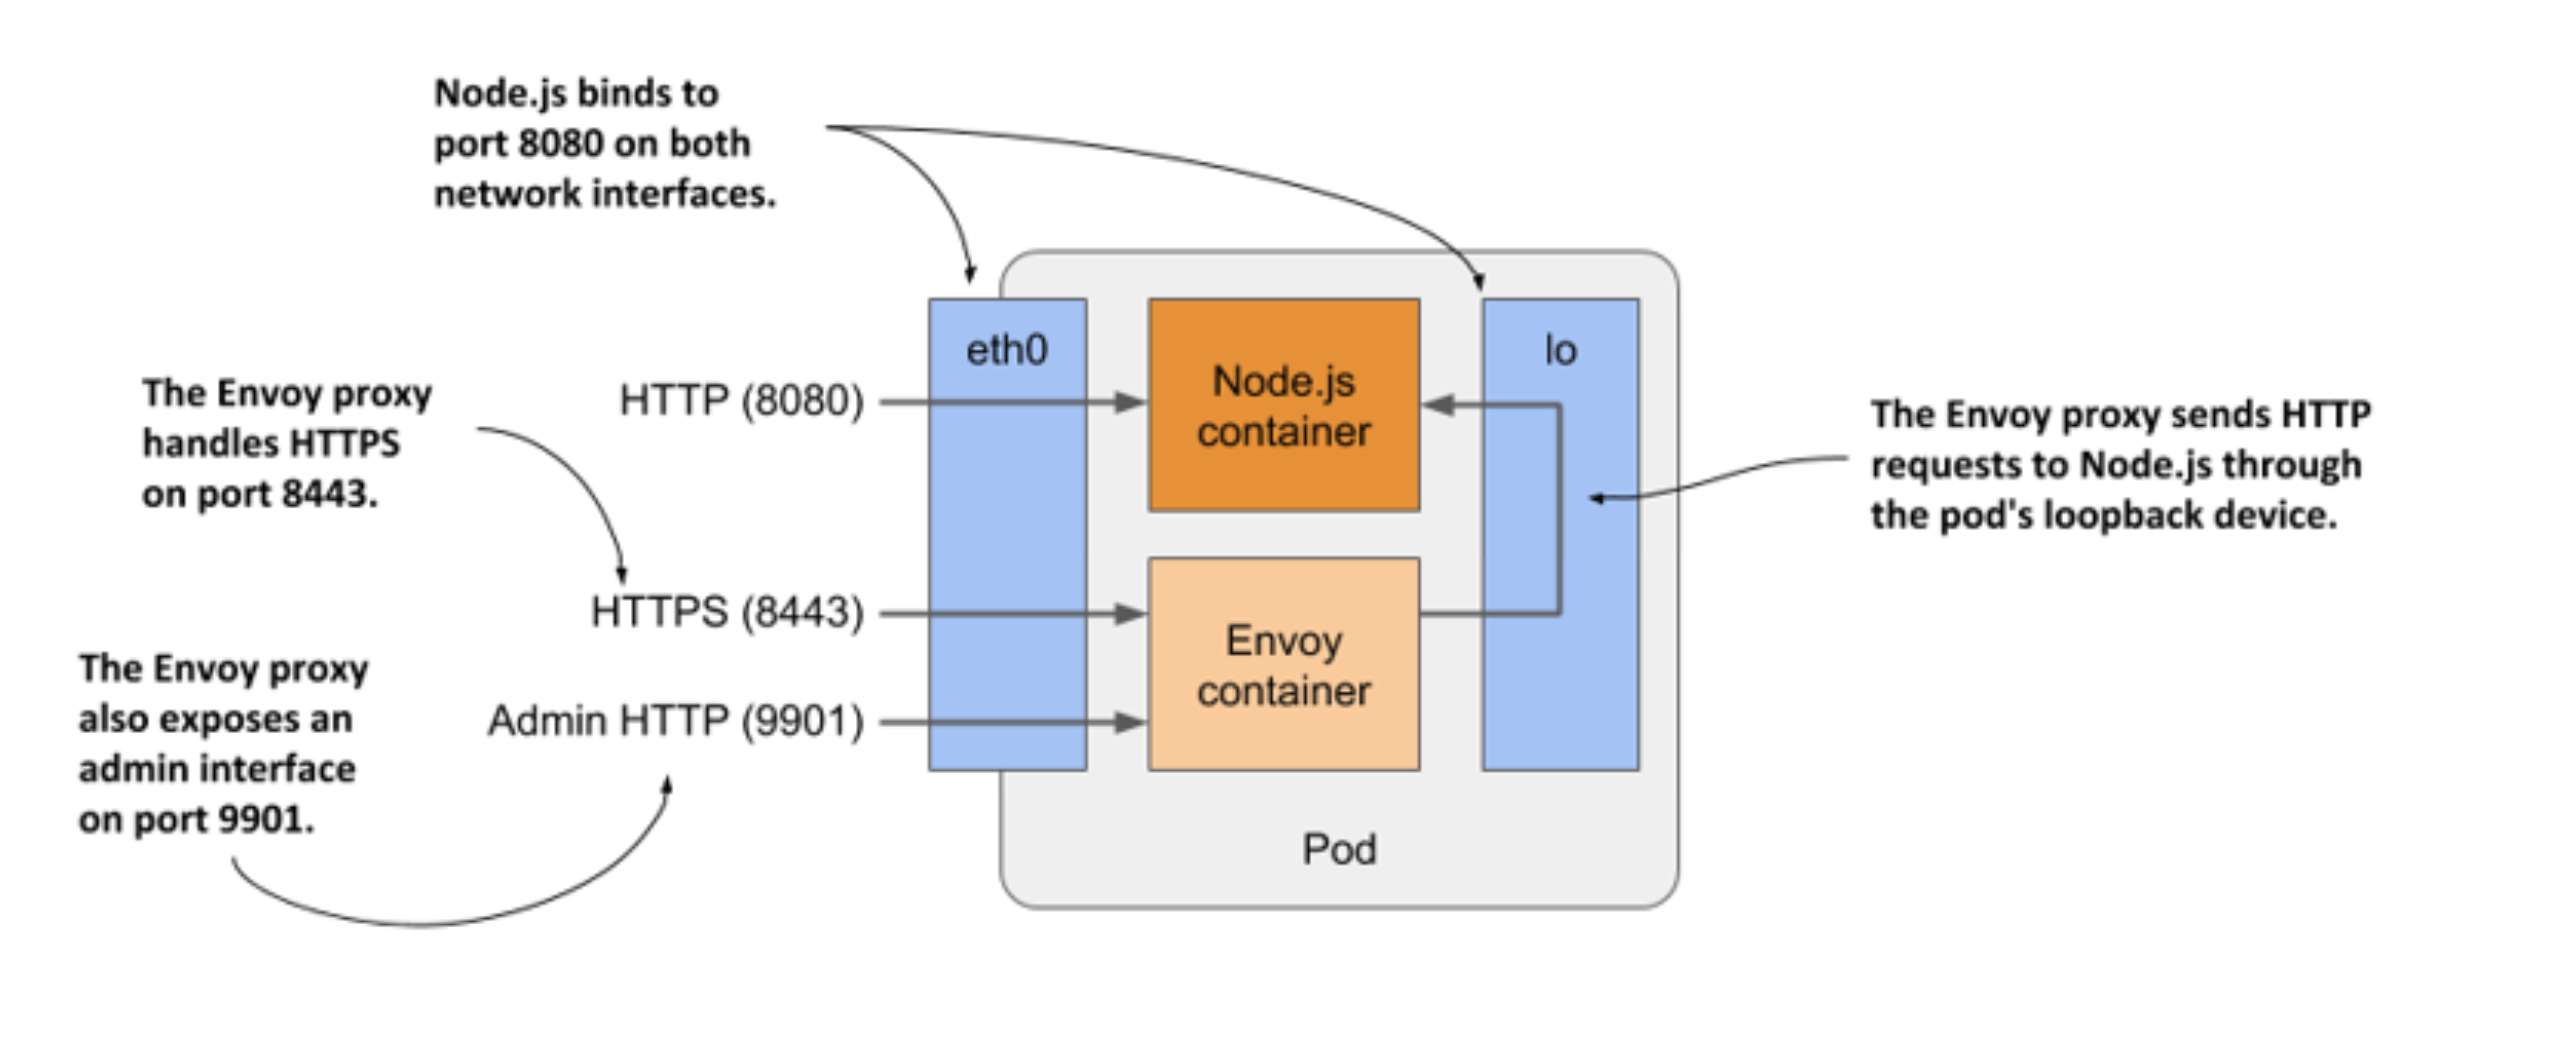 Node.js binds to
port 8080 on both
network interfaces.
eth0
Node.js
container
lo
HTTP (8080)
The Envoy proxy
handles HTTPS
on port 8443.
The Envoy proxy sends HTTP
requests to Node.js through
the pod's loopback device.
HTTPS (8443)
Envoy
container
The Envoy proxy
also exposes an
admin interface
on port 9901.
Admin HTTP (9901)
Pod